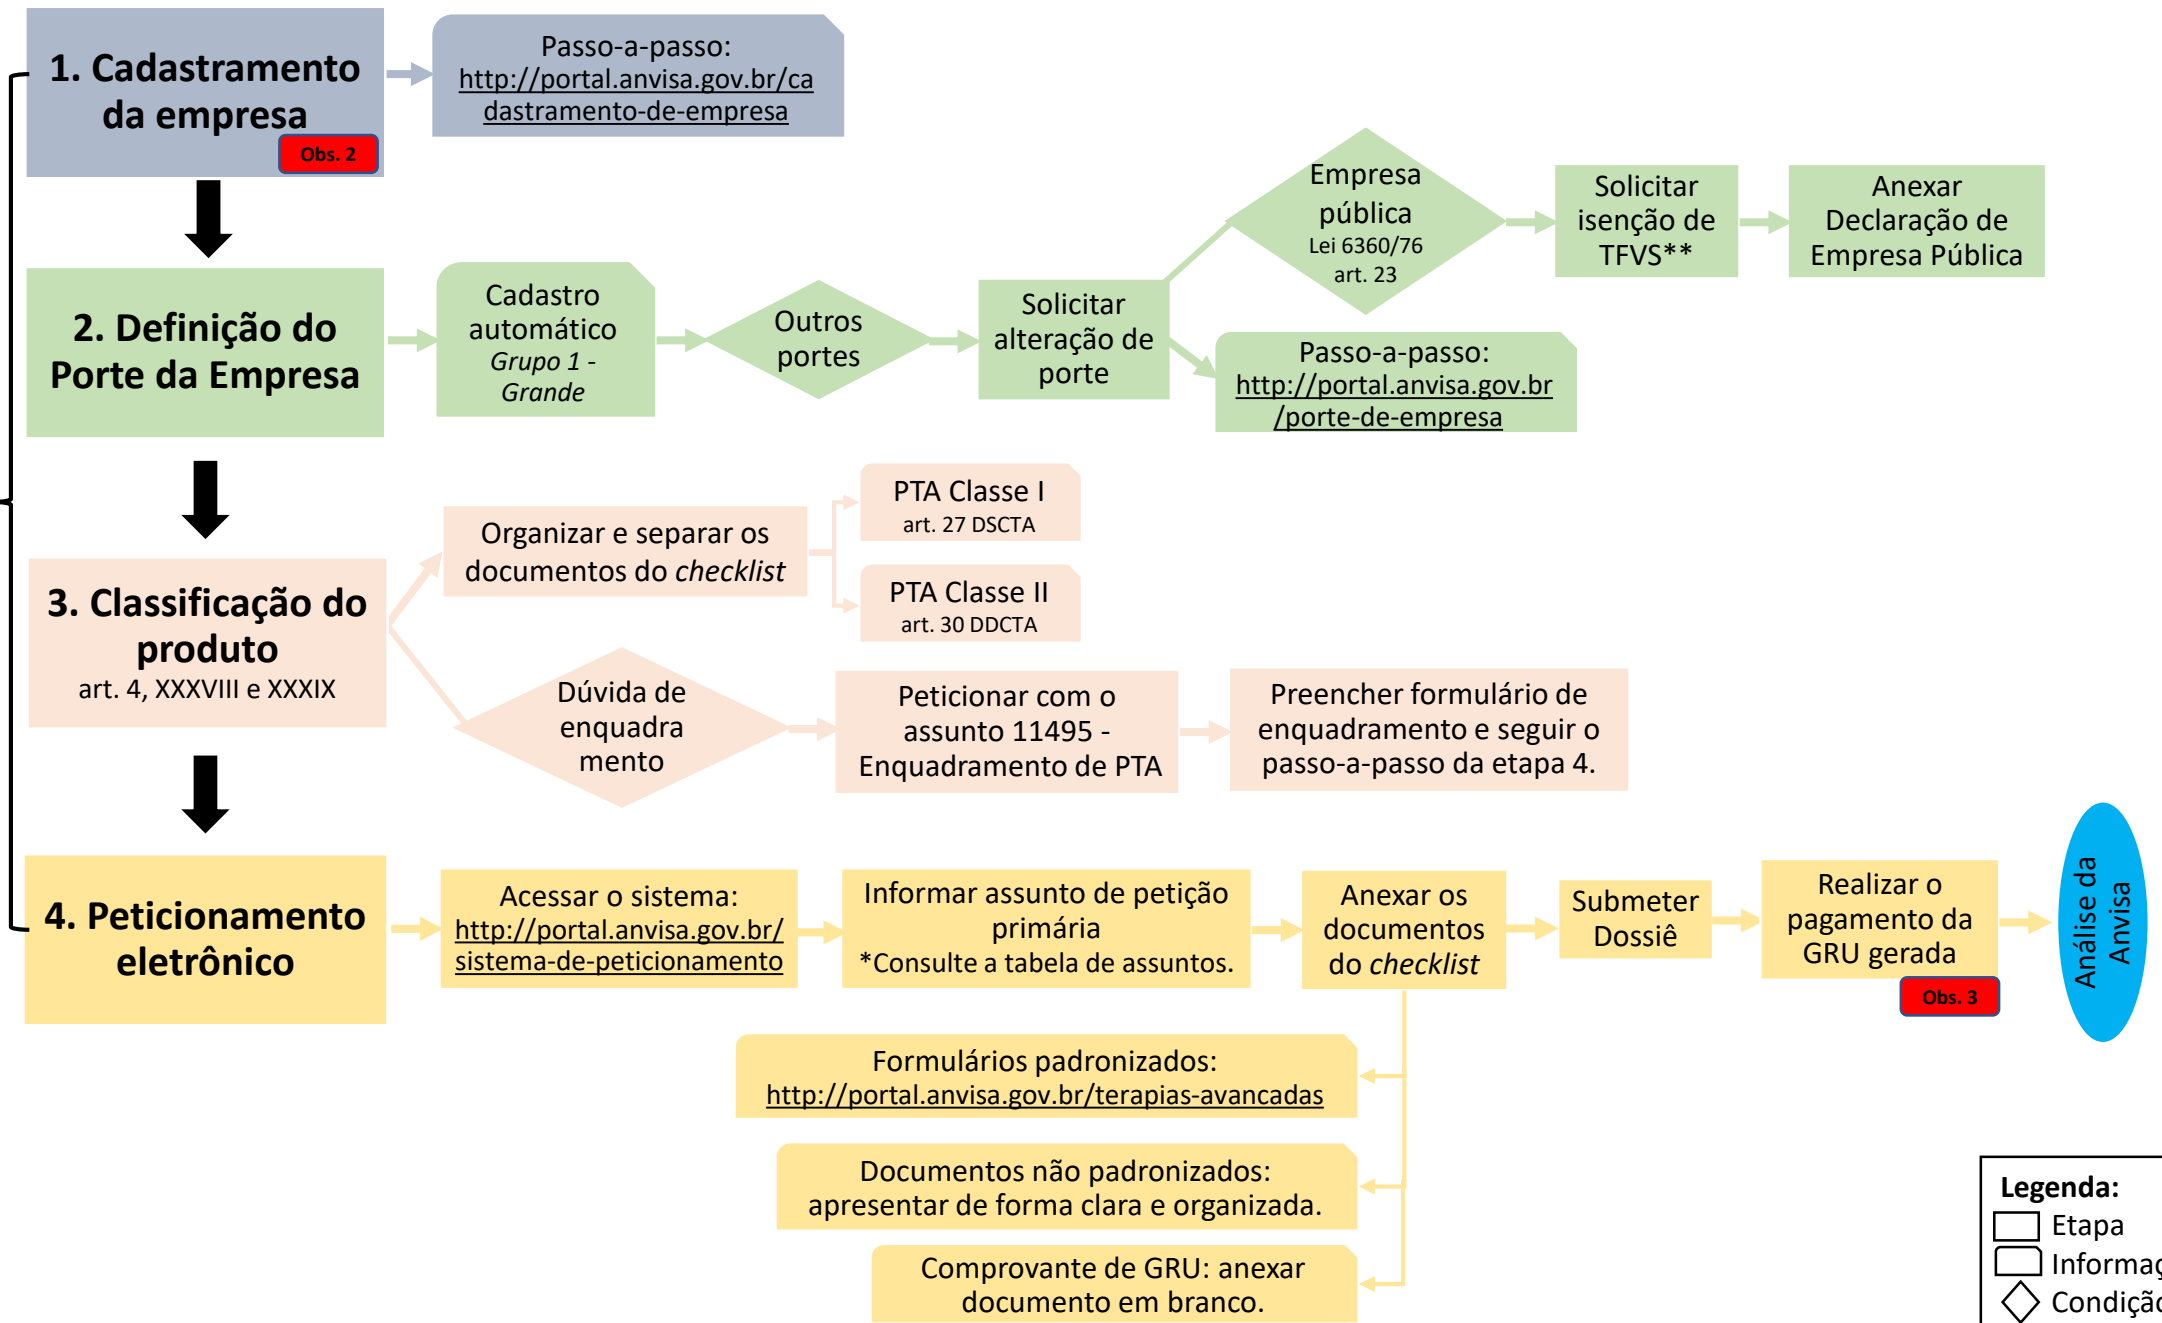 1. Cadastramento
da empresa
Obs. 2
Passo-a-passo:
http://portal.anvisa.gov.br/ca
dastramento-de-empresa
2. Definição do
Porte da Empresa
Cadastro
automático
Grupo 1 -
Grande
Outros
portes
Solicitar
alteração de
porte
Empresa
pública
Lei 6360/76
art. 23
Solicitar
isenção de
TFVS**
Anexar
Declaração de
Empresa Pública
Passo-a-passo:
http://portal.anvisa.gov.br
/porte-de-empresa
3. Classificação do
produto
art. 4, XXXVIII e XXXIX
Organizar e separar os
documentos do checklist
PTA Classe I
art. 27 DSCTA
PTA Classe II
art. 30 DDCTA
Dúvida de
enquadra
mento
Peticionar com o
assunto 11495 -
Enquadramento de PTA
Preencher formulário de
enquadramento e seguir o
passo-a-passo da etapa 4.
4. Peticionamento
eletrônico
Acessar o sistema:
http://portal.anvisa.gov.br/
sistema-de-peticionamento
Informar assunto de petição
primária
*Consulte a tabela de assuntos.
Anexar os
documentos
do checklist
Submeter
Dossiê
Realizar o
pagamento da
GRU gerada
Obs. 3
Análise da
Anvisa
Formulários padronizados:
http://portal.anvisa.gov.br/terapias-avancadas
Documentos não padronizados:
apresentar de forma clara e organizada.
Comprovante de GRU: anexar
documento em branco.
Legenda:
Etapa
Informaç
Condição